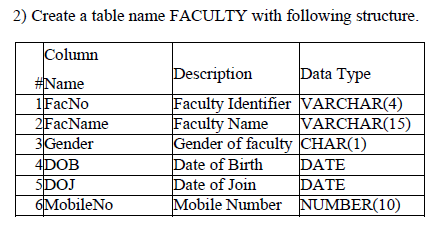 2) Create a table name FACULTY with following structure.
Column
#Name Description Data Type
1 FacNo Faculty Identifier VARCHAR(4)
2 FacName Faculty Name VARCHAR(15)
3 Gender Gender of faculty CHAR(1)
4 DOB Date of Birth DATE
5 DOJ Date of Join DATE
6 MobileNo Mobile Number NUMBER(10)